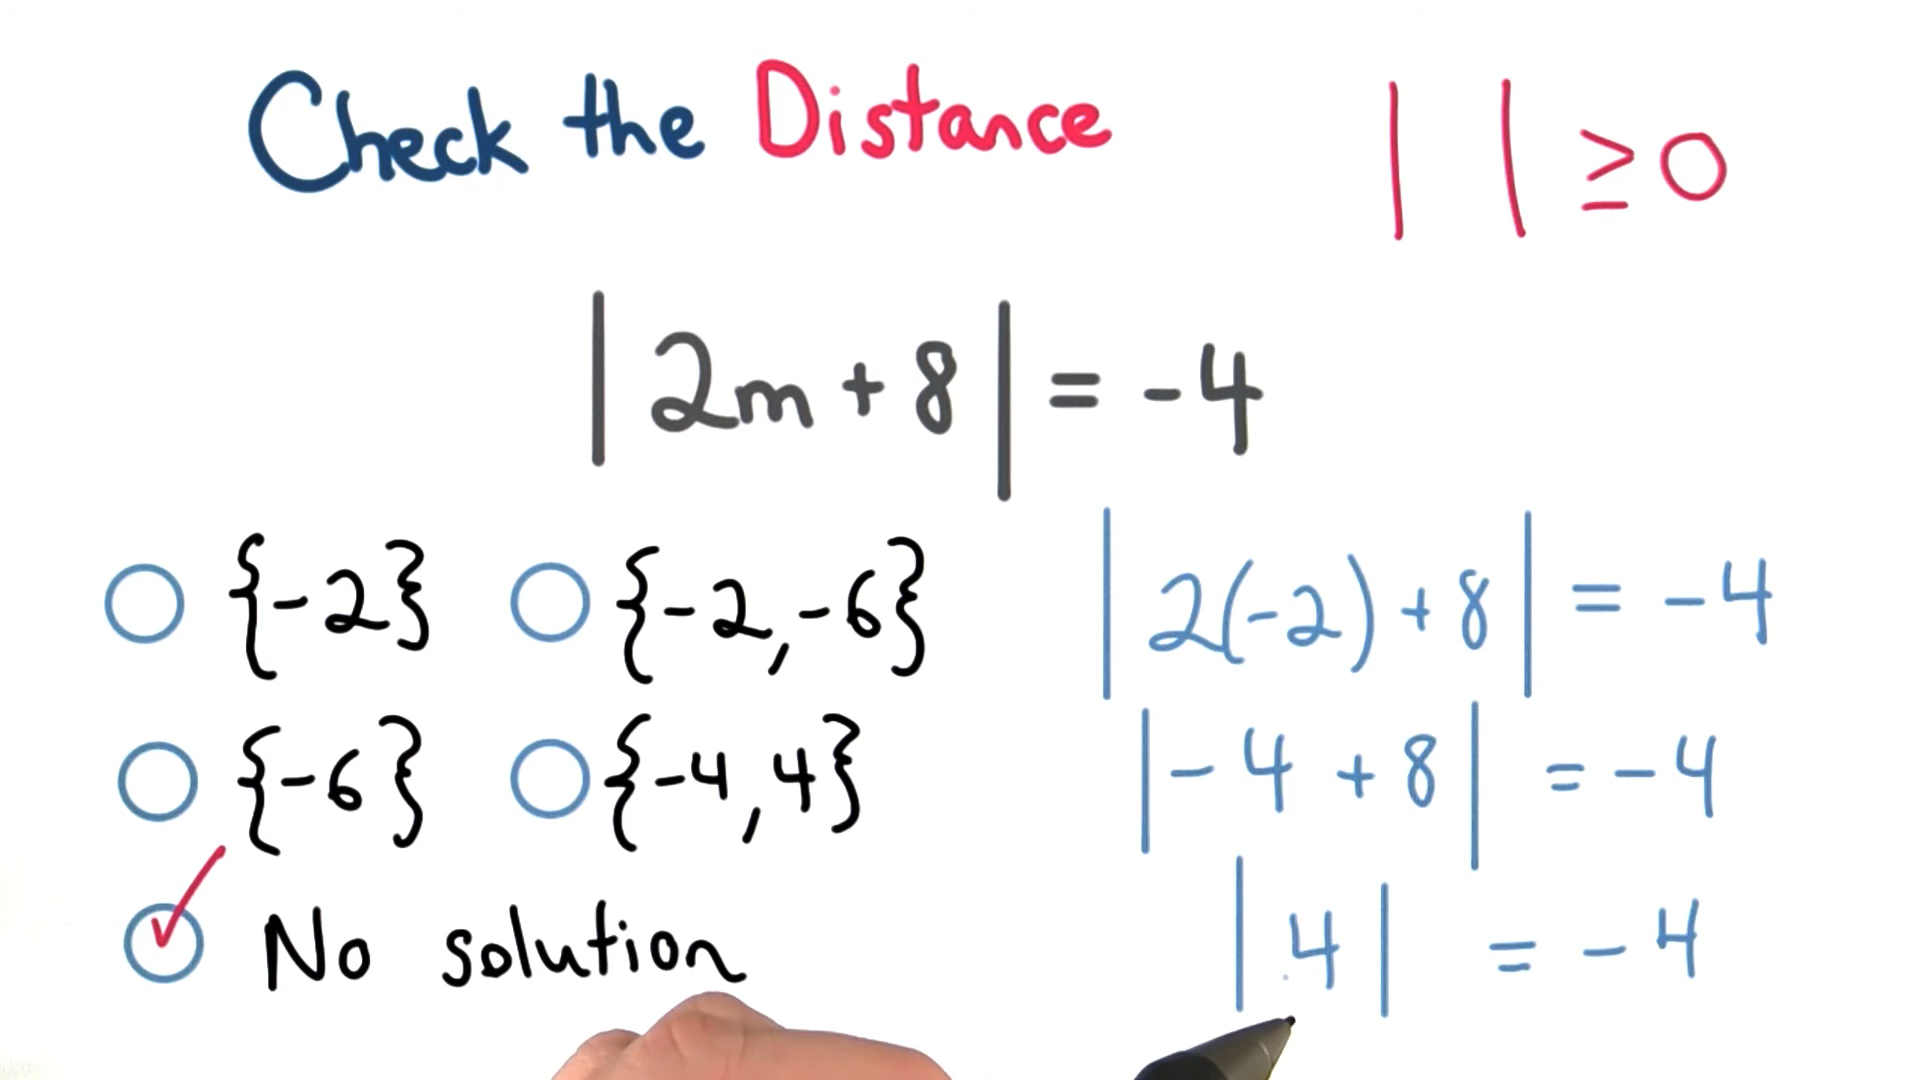 Check the Distance
| | ≥ 0
|2m + 8| = -4
{-2} {-2, -6}
{-6} {-4, 4}
No solution
|2(-2) + 8| = -4
|-4 + 8| = -4
|4| = -4